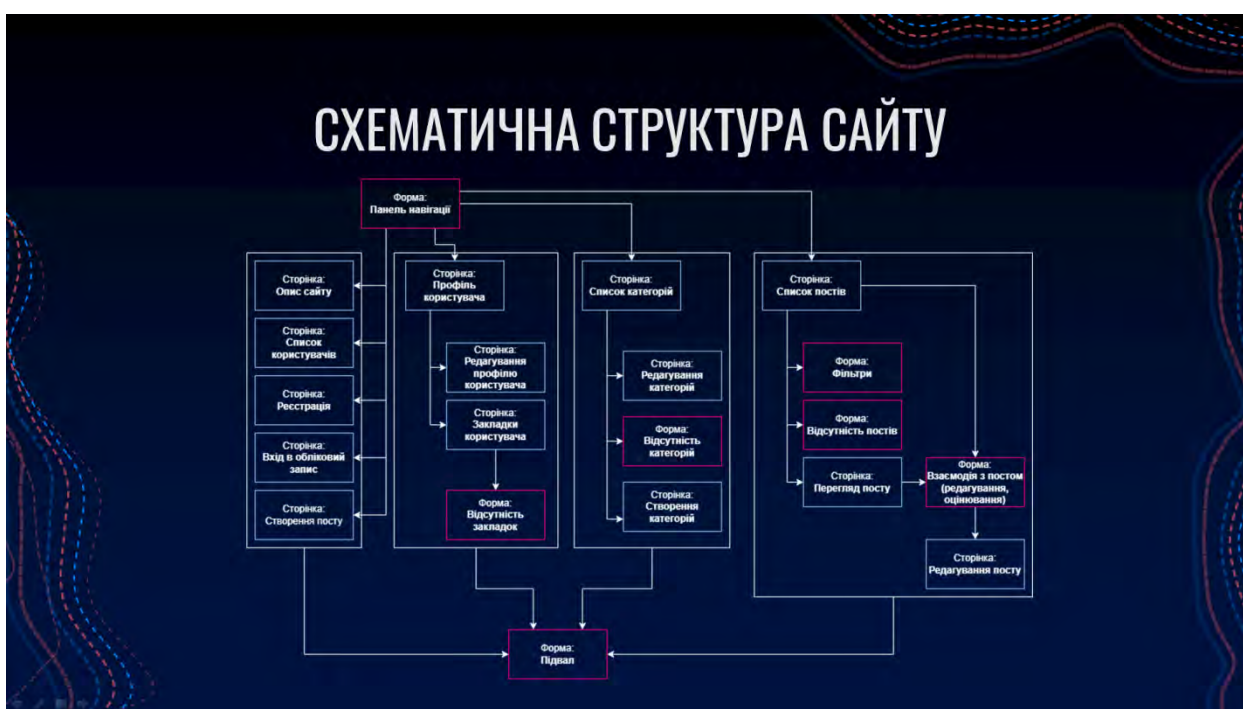 СХЕМАТИЧНА СТРУКТУРА САЙТУ
Форма:
Панель навігації
Сторінка:
Опис сайту
Сторінка:
Список
користувачів
Сторінка:
Реєстрація
Сторінка:
Вхід в обліковий
запис
Сторінка:
Створення посту
Сторінка:
Профіль
користувача
Сторінка:
Редагування
профілю
користувача
Сторінка:
Закладки
користувача
Форма:
Відсутність
закладок
Сторінка:
Список категорій
Сторінка:
Редагування
категорій
Форма:
Відсутність
категорій
Сторінка:
Створення
категорій
Сторінка:
Список постів
Форма:
Фільтри
Форма:
Відсутність постів
Сторінка:
Перегляд посту
Форма:
Взаємодія з постом
(редагування,
оцінювання)
Сторінка:
Редагування посту
Форма:
Підвал